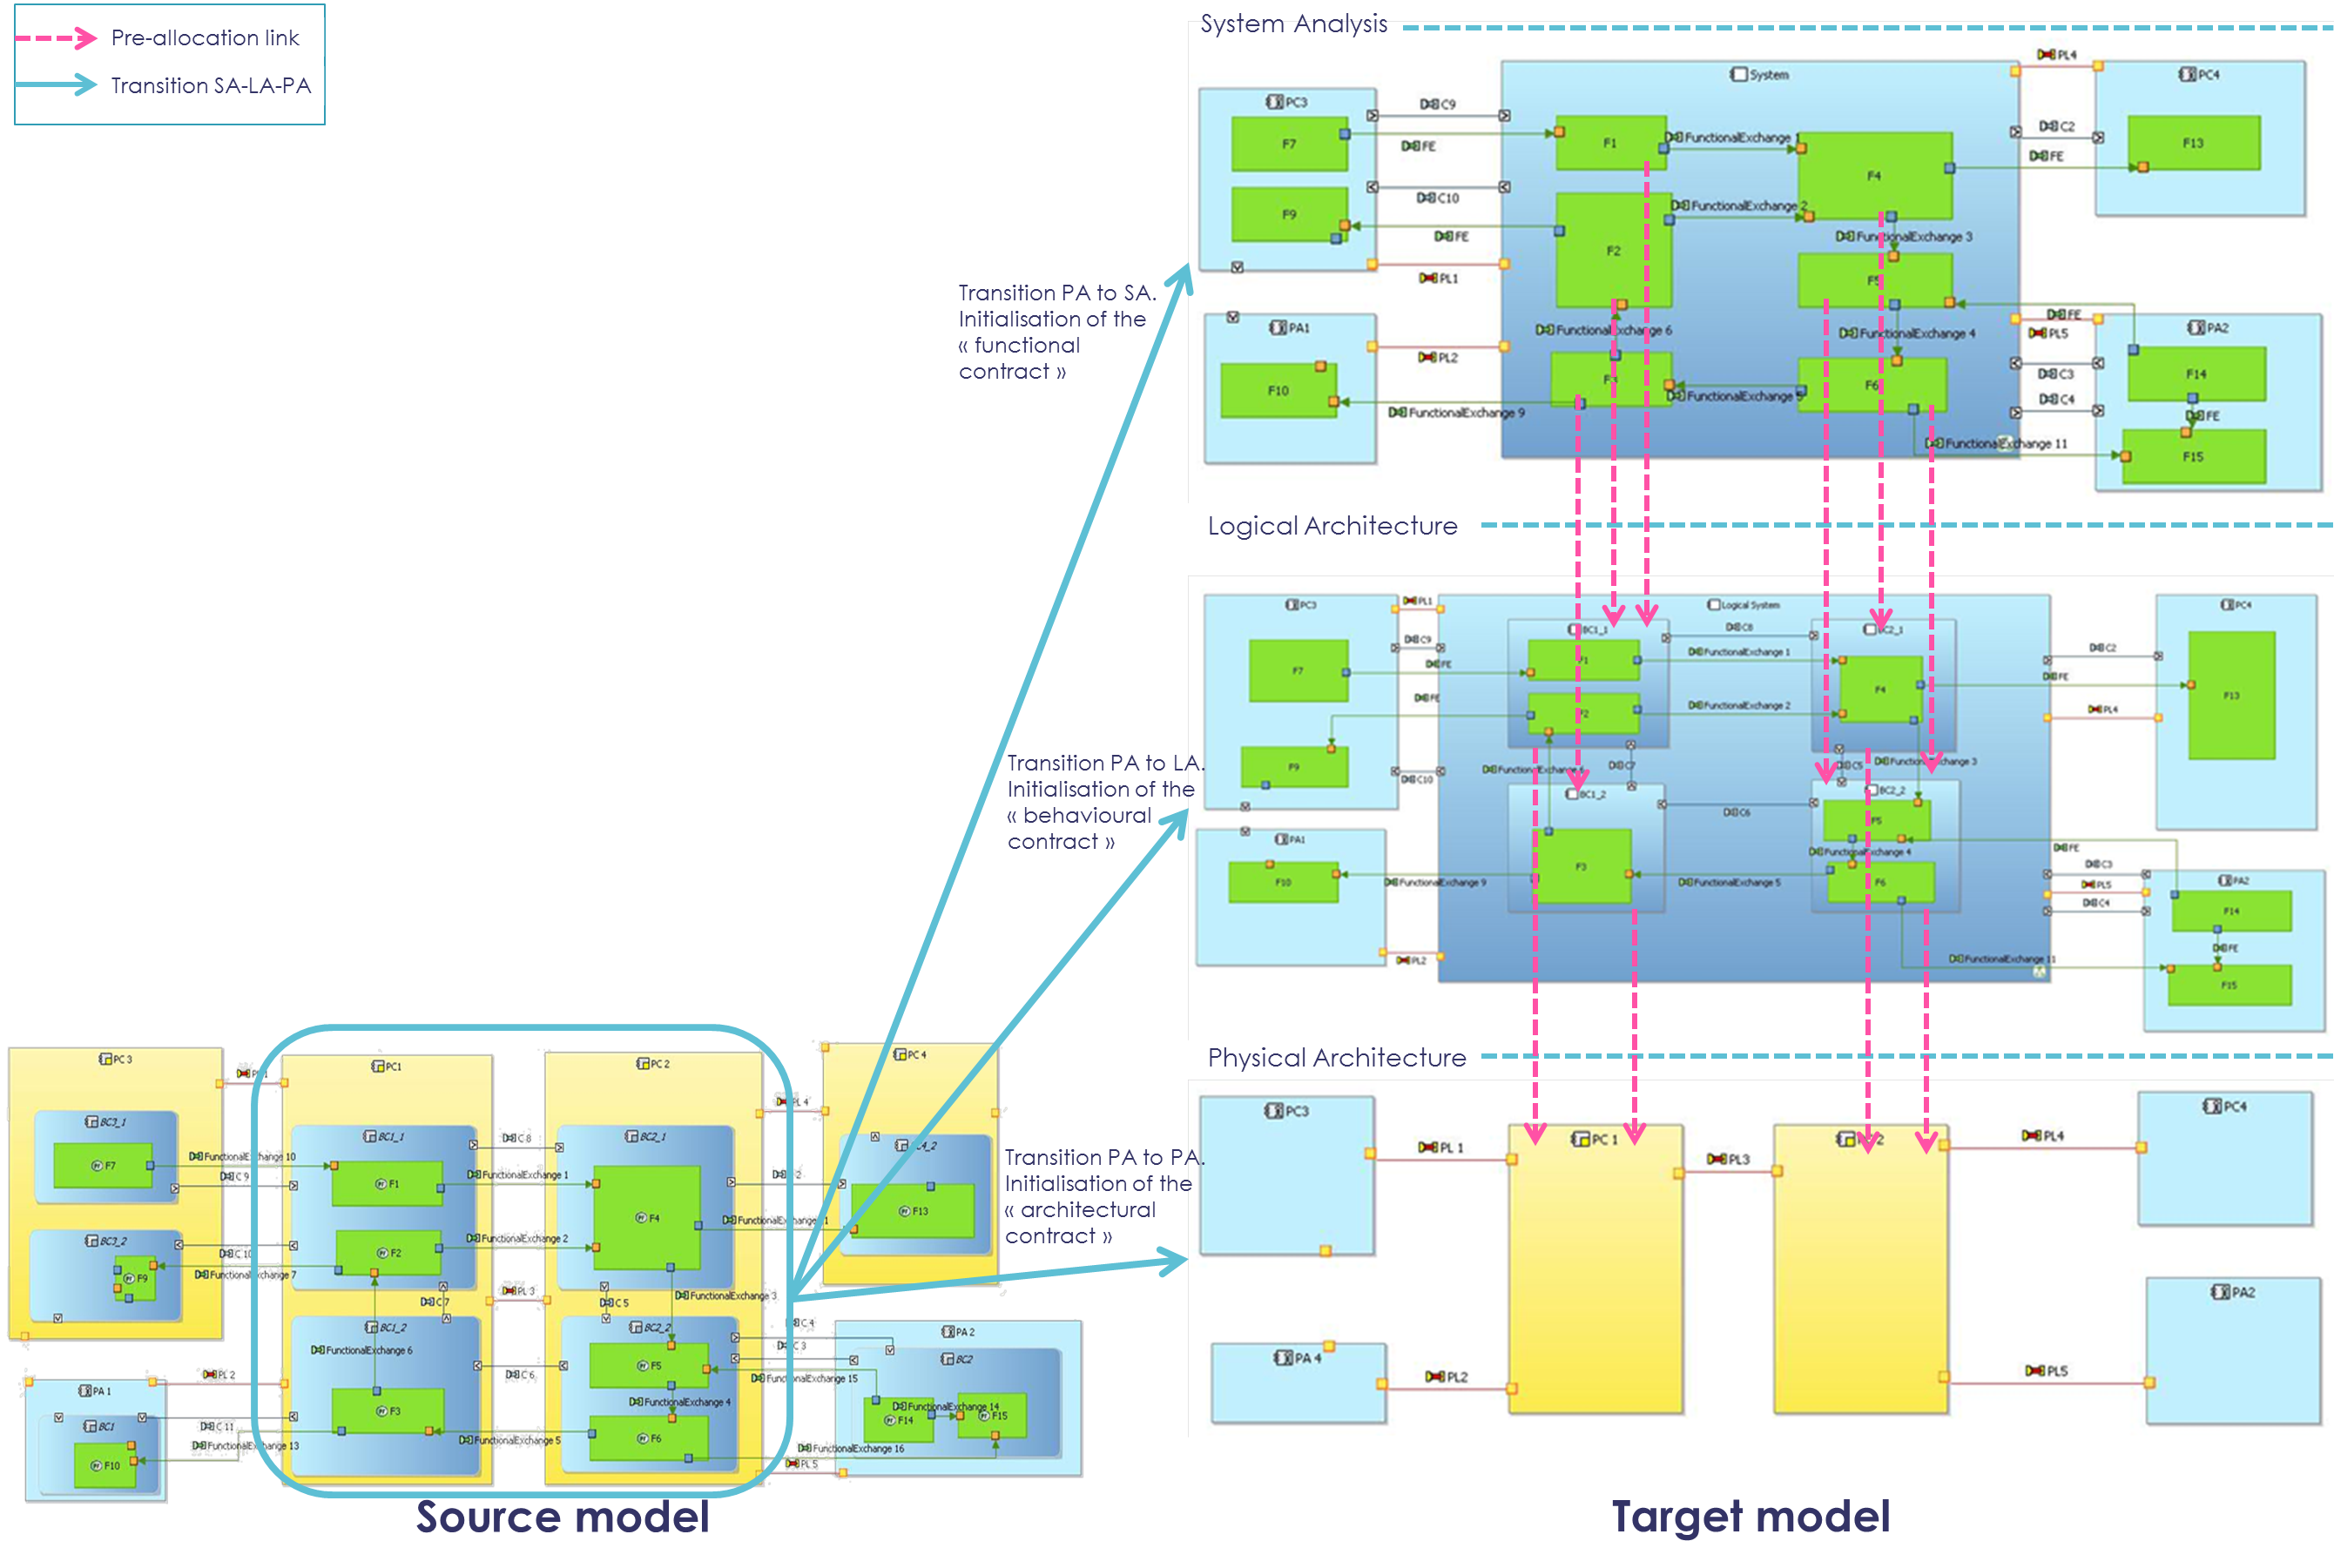 Pre-allocation link
Transition SA-LA-PA
System Analysis
PL4
System
PC4
PC3
C9
F7
FE
F1
FunctionalExchange 1
F4
C2
FE
F13
C10
F9
FE
PL1
F2
FunctionalExchange 2
FunctionalExchange 3
F5
Transition PA to SA.
Initialisation of the
« functional
contract »
PA1
PL2
F10
FunctionalExchange 9
FunctionalExchange 6
FunctionalExchange 4
F6
FunctionalExchange 5
FE
PL5
PA2
C3
C4
F14
FE
F15
FunctionalExchange 11
Logical Architecture
PC3
PL1
Logical System
PC4
C9
FE
F7
BC1_1
F1
C8
FunctionalExchange 1
BC2_1
F4
C2
FE
F13
FE
F2
FunctionalExchange 2
PL4
F9
C10
C7
C5
FunctionalExchange 3
Transition PA to LA.
Initialisation of the
« behavioural
contract »
BC1_2
C6
BC2_2
F5
PA1
F10
FunctionalExchange 9
F3
FunctionalExchange 5
FunctionalExchange 4
F6
FE
C3
PL5
C4
PA2
F14
FE
F15
PL2
FunctionalExchange 11
Physical Architecture
PC3
PL 1
PC 1
PL3
PL4
PC4
Transition PA to PA.
Initialisation of the
« architectural
contract »
PA 4
PL2
PL5
PA2
PC 3
PC1
PC 2
PC 4
PL 4
BC3_1
F7
FunctionalExchange 10
C 9
BC1_1
F1
C 8
FunctionalExchange 1
BC2_1
F4
F13
BC3_2
F9
C 10
FunctionalExchange 7
F2
FunctionalExchange 2
C 7
PL 3
C 5
FunctionalExchange 3
BC1_2
FunctionalExchange 6
F3
C 6
BC2_2
F5
FunctionalExchange 4
F6
FunctionalExchange 5
C 4
C 3
FunctionalExchange 15
PA 2
BC2
F14
FunctionalExchange 14
F15
FunctionalExchange 16
PL 5
PA 1
PL 2
BC1
C 11
FunctionalExchange 13
F10
Source model
Target model